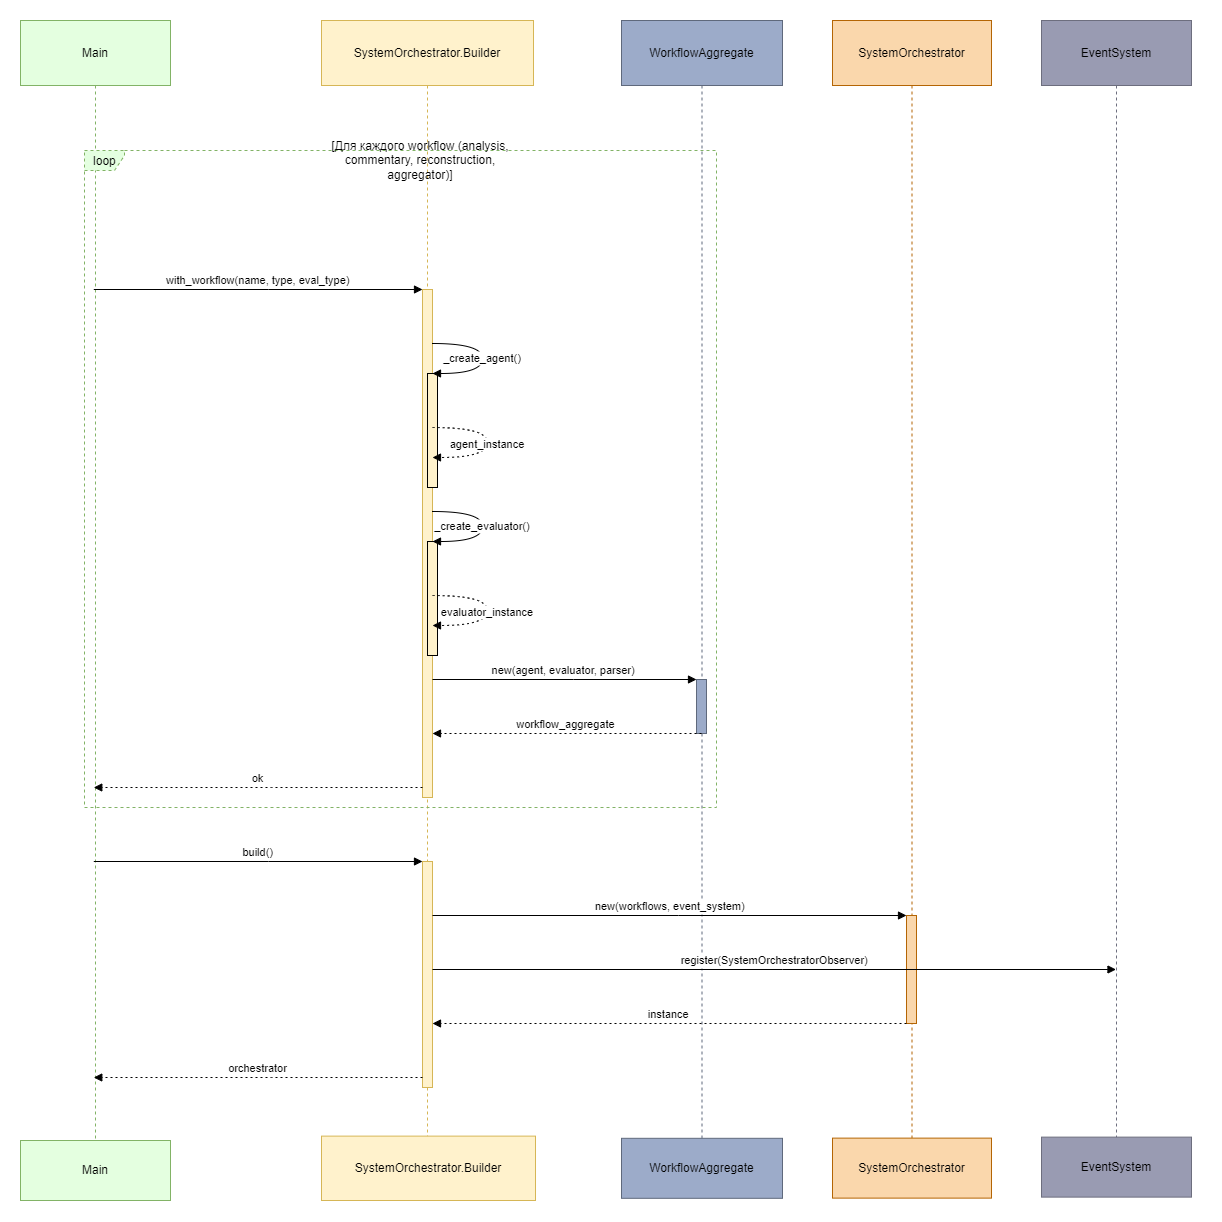 Main
SystemOrchestrator.Builder
WorkflowAggregate
SystemOrchestrator
EventSystem
loop
[Для каждого workflow (analysis,
commentary, reconstruction,
aggregator)]
with_workflow(name, type, eval_type)
_create_agent()
agent_instance
_create_evaluator()
evaluator_instance
new(agent, evaluator, parser)
workflow_aggregate
ok
build()
new(workflows, event_system)
register(SystemOrchestratorObserver)
instance
orchestrator
Main
SystemOrchestrator.Builder
WorkflowAggregate
SystemOrchestrator
EventSystem